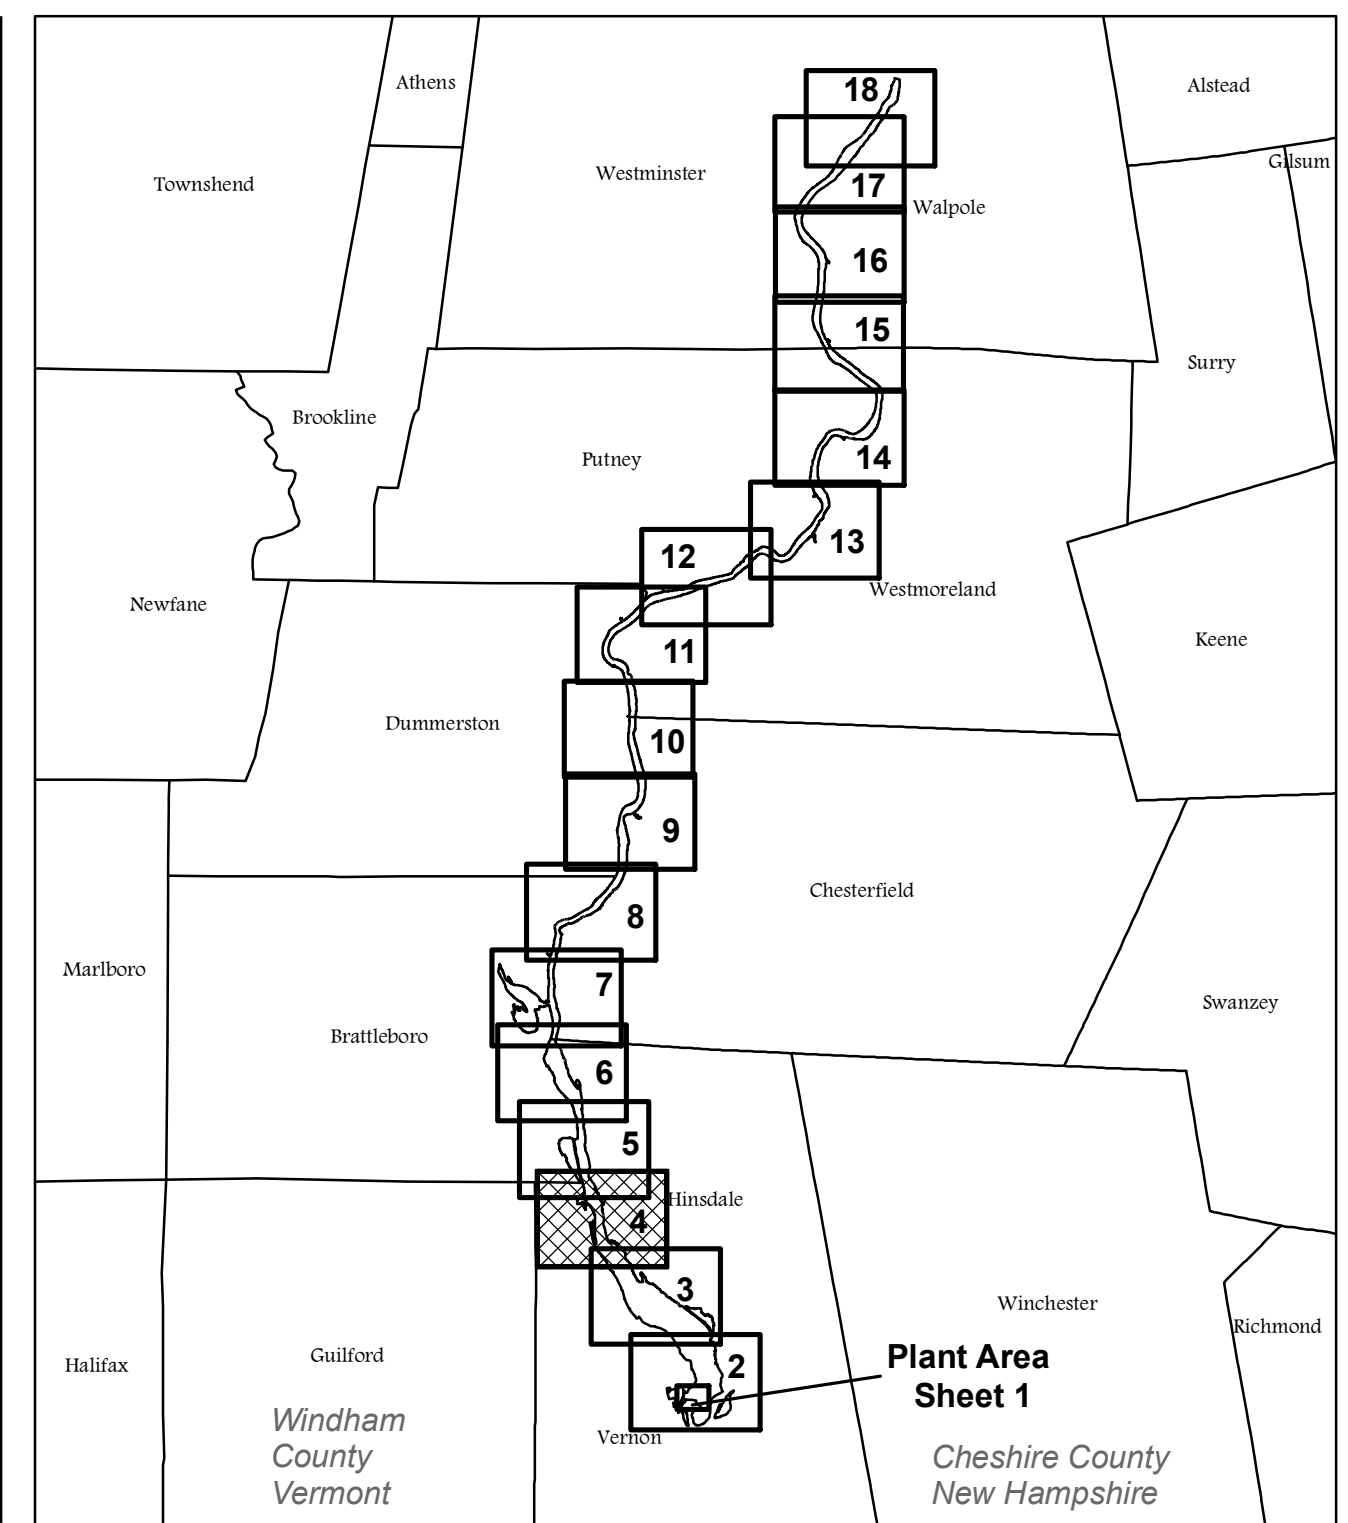 Athens
18
Alstead
Gilsum
Townshend
Westminster
17
Walpole
16
15
Surry
Brookline
Putney
14
13
12
Newfane
Westmoreland
Keene
11
Dummerston
10
9
Chesterfield
8
Marlboro
7
Swanzey
Brattleboro
6
5
Hinsdale
4
3
Winchester
Richmond
Halifax
Guilford
2
Plant Area
Sheet 1
Windham
County
Vermont
Vernon
Cheshire County
New Hampshire